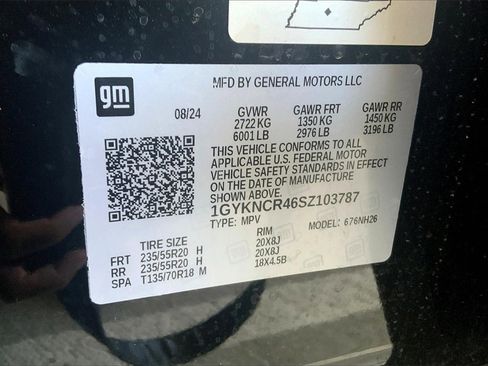 gm
MFD BY GENERAL MOTORS LLC
08/24 GVWR GAWR FRT GAWR RR
2722 KG 1350 KG 1450 KG
6001 LB 2976 LB 3196 LB
THIS VEHICLE CONFORMS TO ALL
APPLICABLE U.S. FEDERAL MOTOR
VEHICLE SAFETY STANDARDS IN EFFECT
ON THE DATE OF MANUFACTURE SHOWN ABOVE.
1GYKNCR46SZ103787
TYPE: MPV MODEL: 676NH26
TIRE SIZE RIM
FRT 235/55R20 H 20X8J
RR 235/55R20 H 20X8J
SPA T135/70R18 M 18X4.5B